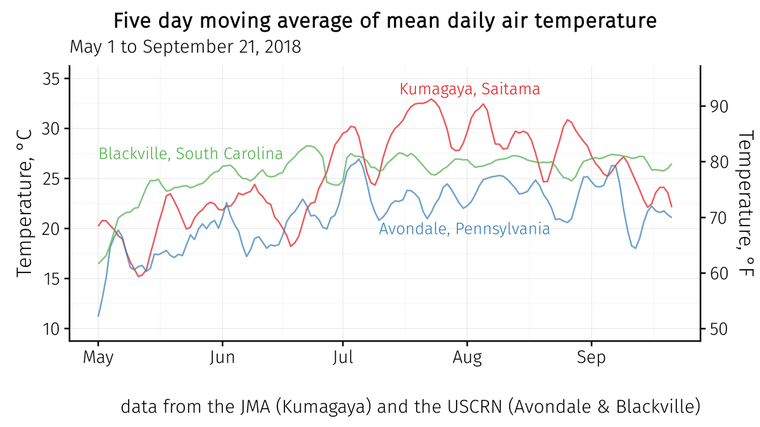 Five day moving average of mean daily air temperature
May 1 to September 21, 2018
Temperature, °C
35
30
25
20
15
10
Kumagaya, Saitama
Blackville, South Carolina
Avondale, Pennsylvania
90
80
70
60
50
Temperature, °F
May Jun Jul Aug Sep
data from the JMA (Kumagaya) and the USCRN (Avondale & Blackville)